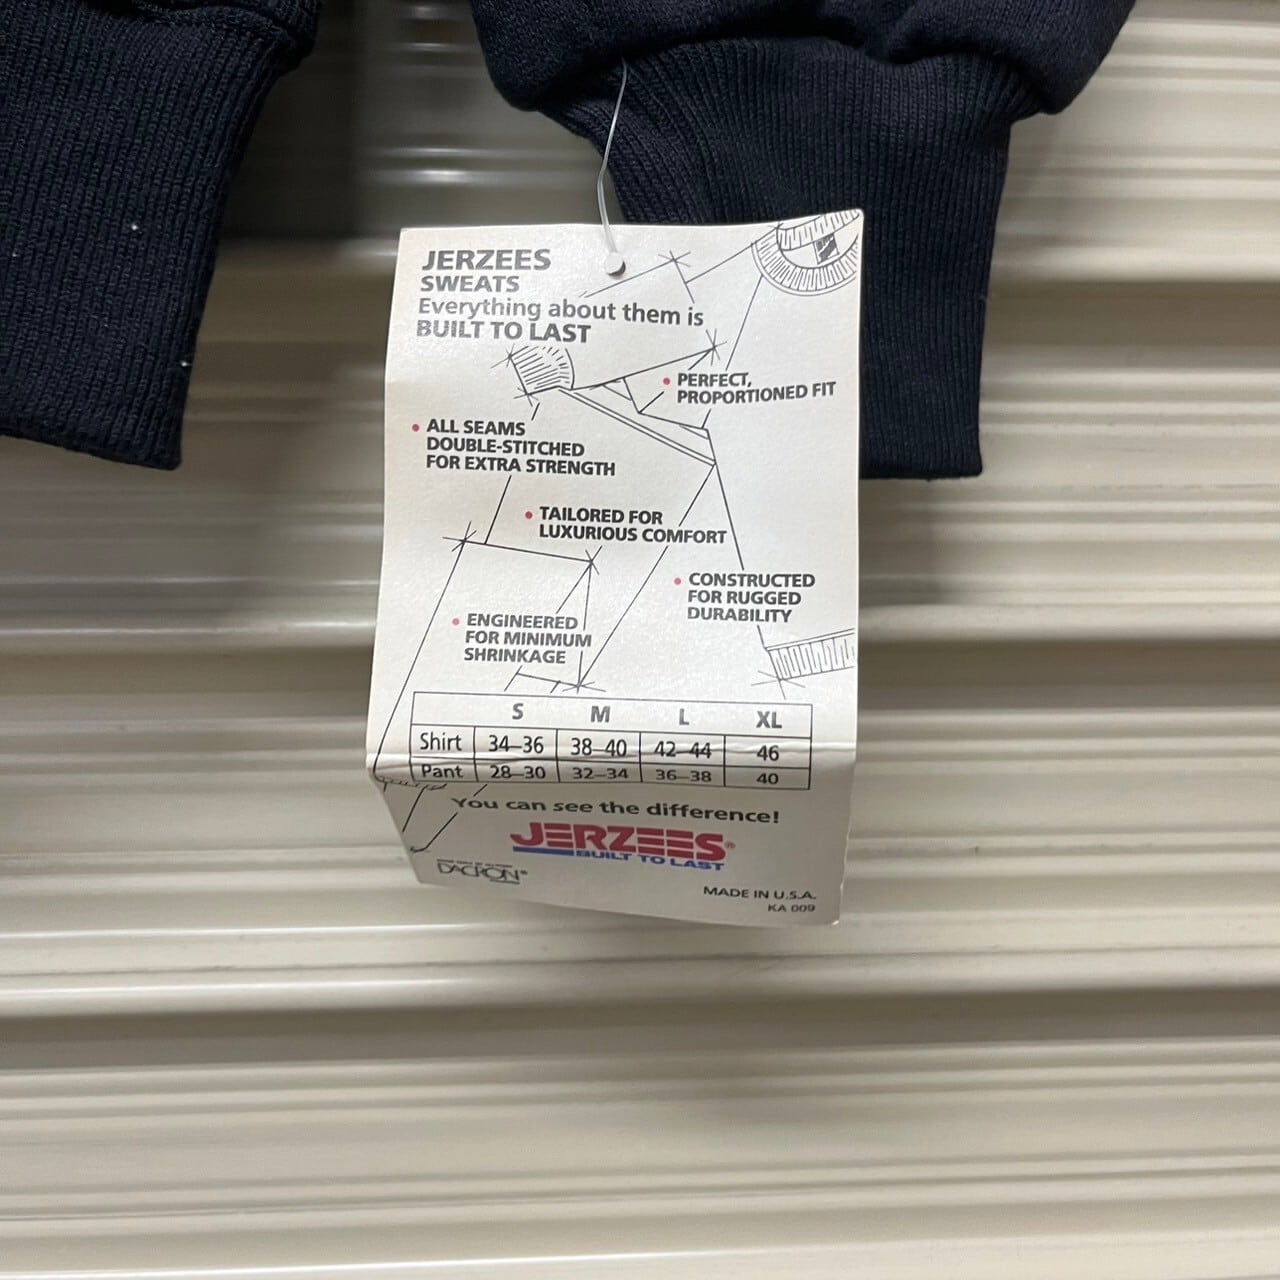 JERZEES
SWEATS
Everything about them is
BUILT TO LAST
• PERFECT,
PROPORTIONED FIT
• ALL SEAMS
DOUBLE-STITCHED
FOR EXTRA STRENGTH
• TAILORED FOR
LUXURIOUS COMFORT
• CONSTRUCTED
FOR RUGGED
DURABILITY
• ENGINEERED
FOR MINIMUM
SHRINKAGE
S M L XL
Shirt 34–36 38–40 42–44 46
Pant 28–30 32–34 36–38 40
You can see the difference!
JERZEES®
BUILT TO LAST
DACRON®
MADE IN U.S.A.
KA 009